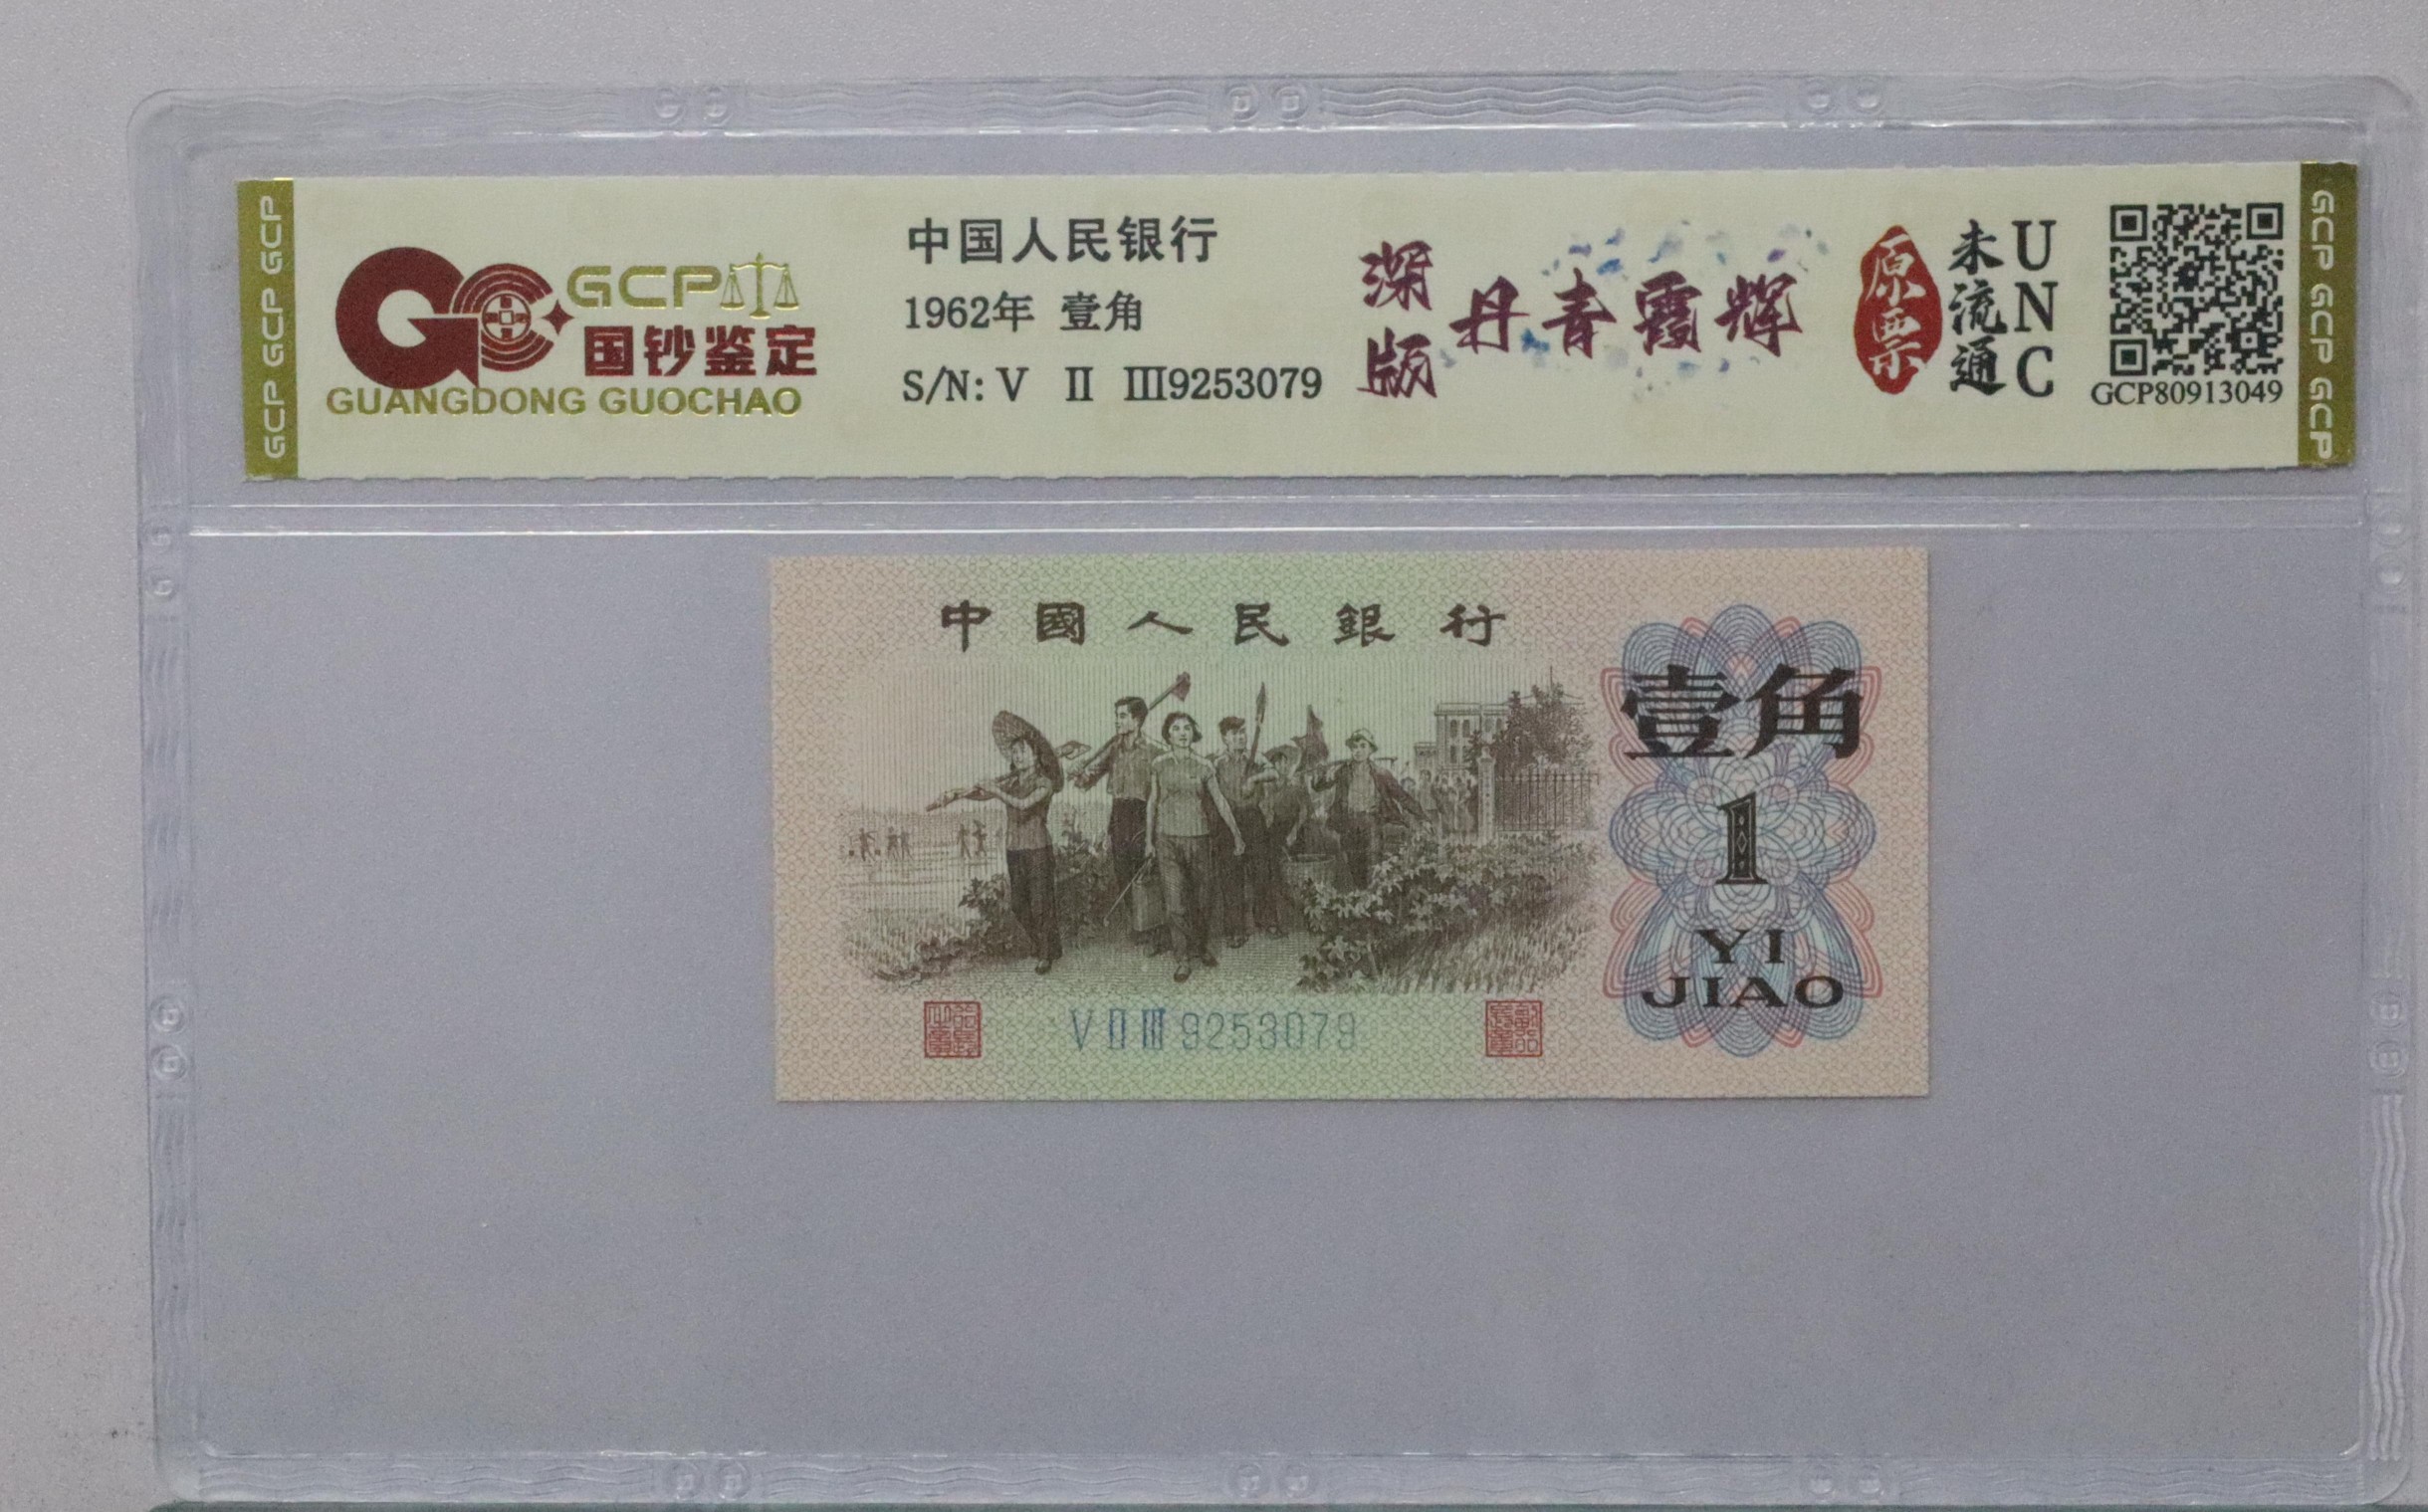 GCP GCP GCP
GCP
国钞鉴定
GUANGDONG GUOCHAO
中国人民银行
1962年 壹角
S/N: V Ⅱ Ⅲ9253079
深版
丹青霞辉
原票
未流通
UNC
GCP80913049
GCP GCP GCP
中國人民銀行
壹角
1
YI
JIAO
V Ⅱ Ⅲ 9253079